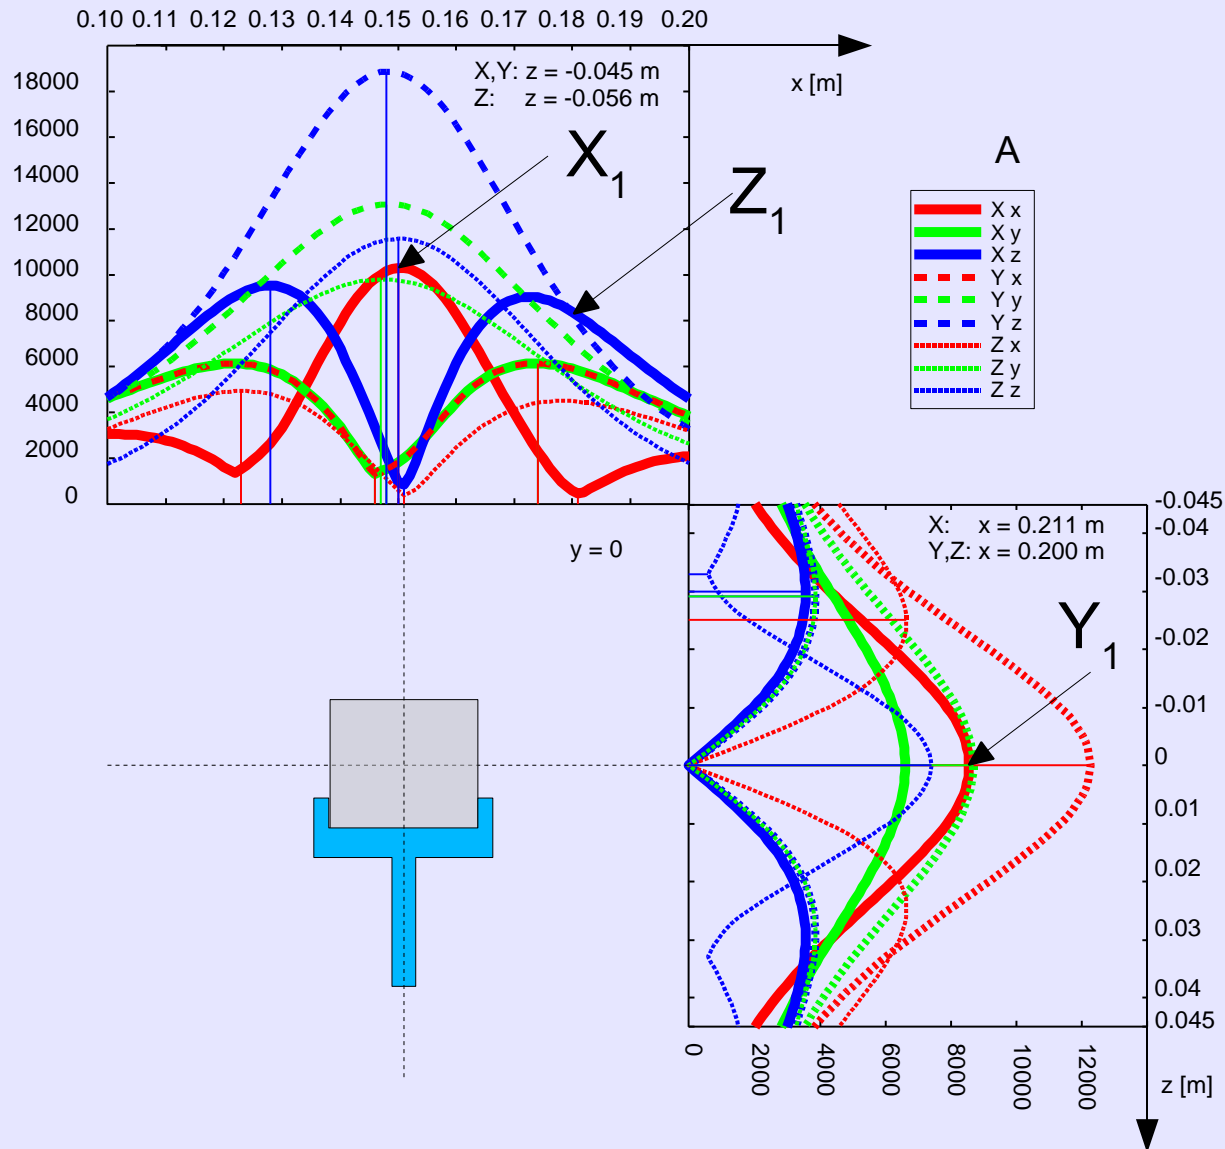 0.10 0.11 0.12 0.13 0.14 0.15 0.16 0.17 0.18 0.19 0.20
x [m]
X,Y: z = -0.045 m
Z: z = -0.056 m
18000
16000
14000
12000
10000
8000
6000
4000
2000
0
X1
Z1
A
X x
X y
X z
Y x
Y y
Y z
Z x
Z y
Z z
y = 0
X: x = 0.211 m
Y,Z: x = 0.200 m
Y1
-0.045
-0.04
-0.03
-0.02
-0.01
0
0.01
0.02
0.03
0.04
0.045
0 2000 4000 6000 8000 10000 12000
z [m]